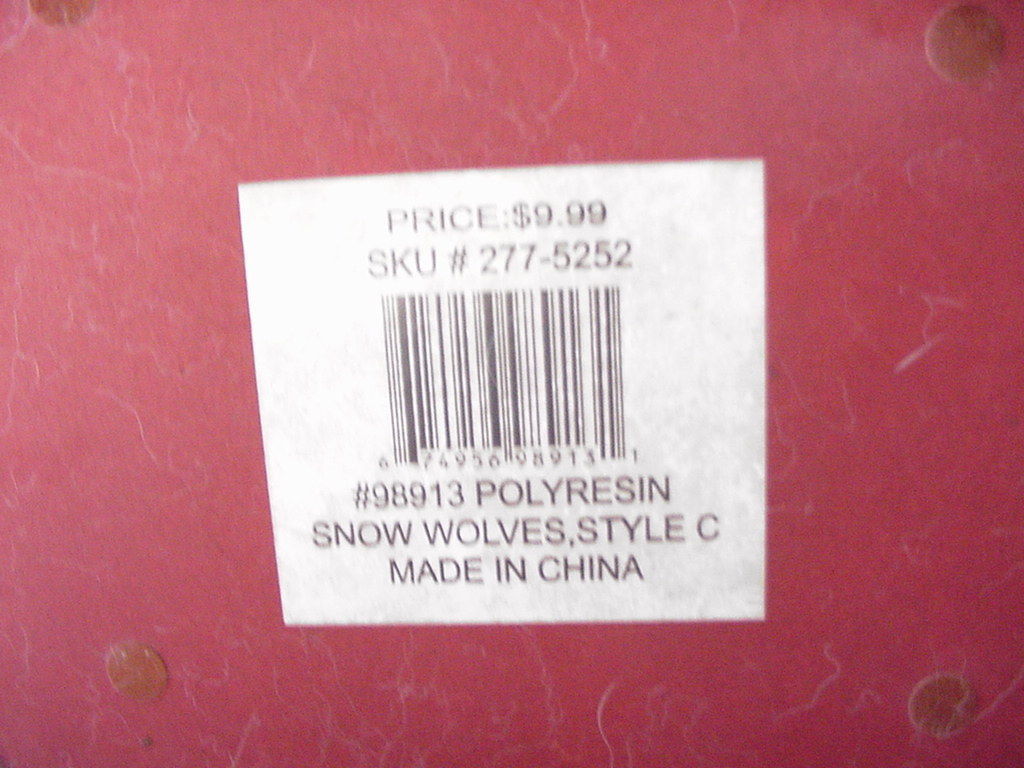 PRICE:$9.99
SKU # 277-5252
6 74956 98913 1
#98913 POLYRESIN
SNOW WOLVES,STYLE C
MADE IN CHINA